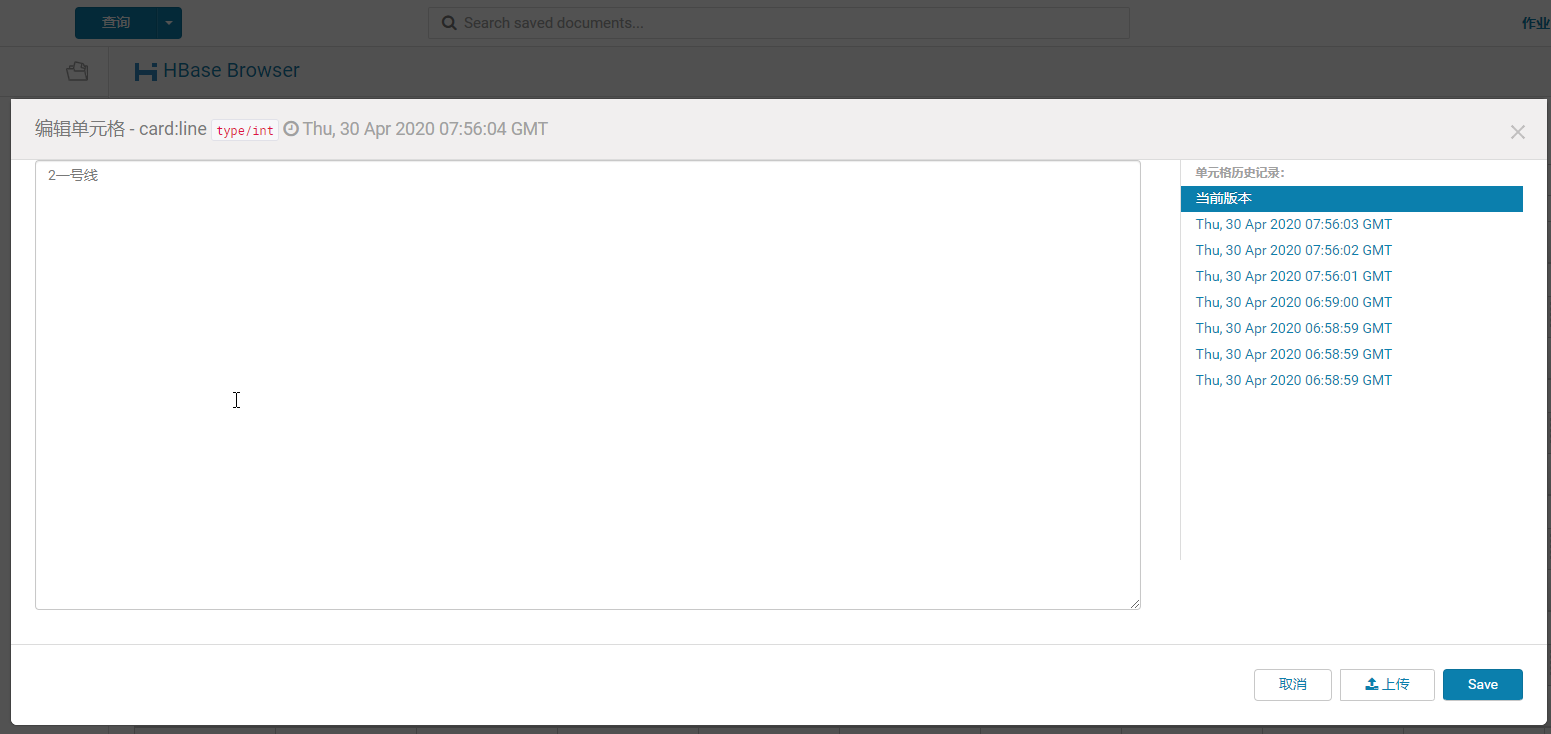 查询
Search saved documents...
作业
HBase Browser
编辑单元格 - card:line type/int Thu, 30 Apr 2020 07:56:04 GMT
2一号线
单元格历史记录:
当前版本
Thu, 30 Apr 2020 07:56:03 GMT
Thu, 30 Apr 2020 07:56:02 GMT
Thu, 30 Apr 2020 07:56:01 GMT
Thu, 30 Apr 2020 06:59:00 GMT
Thu, 30 Apr 2020 06:58:59 GMT
Thu, 30 Apr 2020 06:58:59 GMT
Thu, 30 Apr 2020 06:58:59 GMT
取消
上传
Save